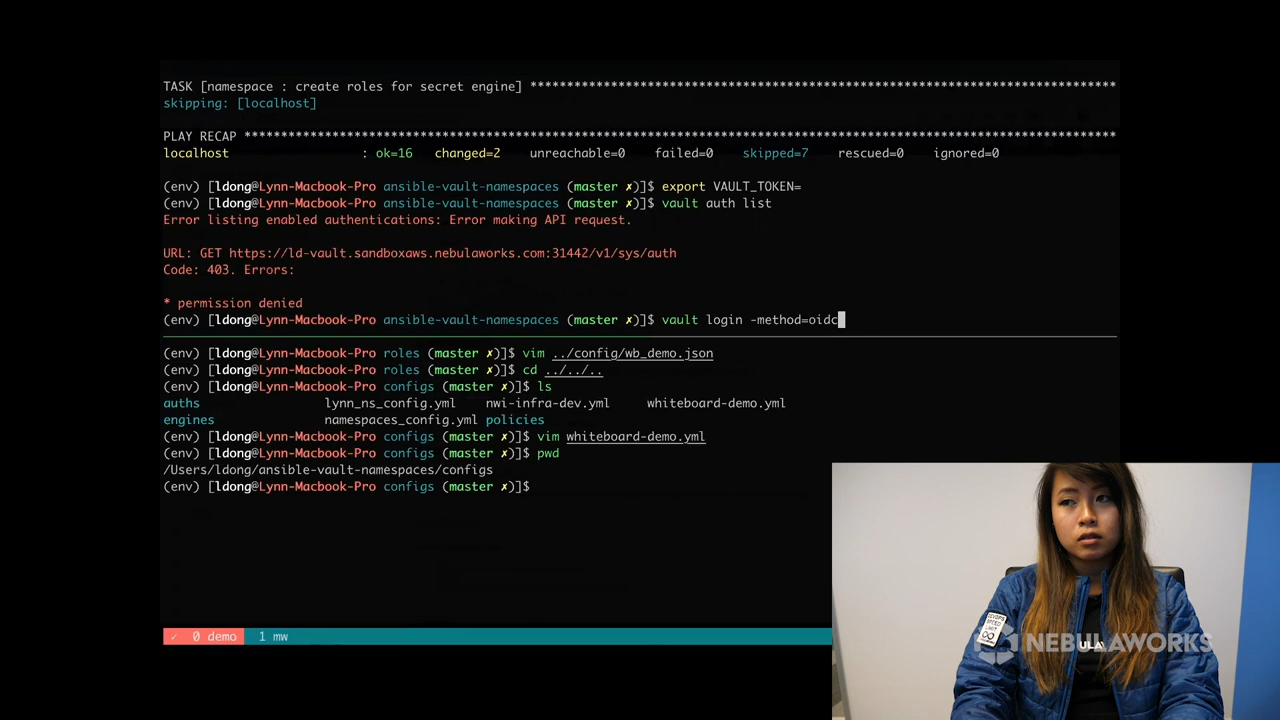 TASK [namespace : create roles for secret engine] ********************************************************************************
skipping: [localhost]
PLAY RECAP ***********************************************************************************************************************
localhost : ok=16 changed=2 unreachable=0 failed=0 skipped=7 rescued=0 ignored=0
(env) [ldong@Lynn-Macbook-Pro ansible-vault-namespaces (master ✗)]$ export VAULT_TOKEN=
(env) [ldong@Lynn-Macbook-Pro ansible-vault-namespaces (master ✗)]$ vault auth list
Error listing enabled authentications: Error making API request.
URL: GET https://ld-vault.sandboxaws.nebulaworks.com:31442/v1/sys/auth
Code: 403. Errors:
* permission denied
(env) [ldong@Lynn-Macbook-Pro ansible-vault-namespaces (master ✗)]$ vault login -method=oidc
(env) [ldong@Lynn-Macbook-Pro roles (master ✗)]$ vim ../config/wb_demo.json
(env) [ldong@Lynn-Macbook-Pro roles (master ✗)]$ cd ../../..
(env) [ldong@Lynn-Macbook-Pro configs (master ✗)]$ ls
auths lynn_ns_config.yml nwi-infra-dev.yml whiteboard-demo.yml
engines namespaces_config.yml policies
(env) [ldong@Lynn-Macbook-Pro configs (master ✗)]$ vim whiteboard-demo.yml
(env) [ldong@Lynn-Macbook-Pro configs (master ✗)]$ pwd
/Users/ldong/ansible-vault-namespaces/configs
(env) [ldong@Lynn-Macbook-Pro configs (master ✗)]$
✓ 0 demo 1 mw
DEVOPS
SPEED
LIMIT
NEBULAWORKS
ULA